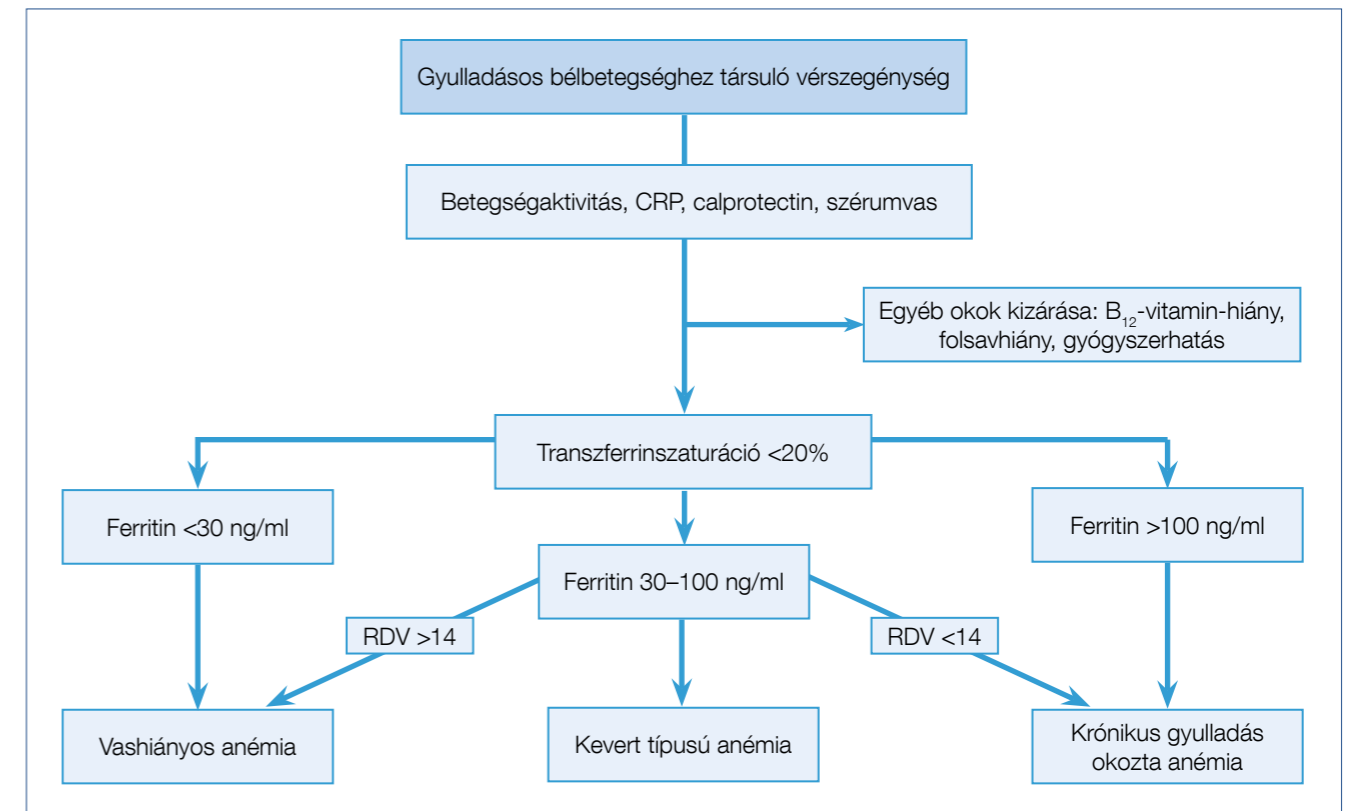 Gyulladásos bélbetegséghez társuló vérszegénység
Betegségaktivitás, CRP, calprotectin, szérumvas
Egyéb okok kizárása: B₁₂-vitamin-hiány,
folsavhiány, gyógyszerhatás
Transzferrinszaturáció <20%
Ferritin <30 ng/ml
Ferritin 30–100 ng/ml
Ferritin >100 ng/ml
RDV >14
RDV <14
Vashiányos anémia
Kevert típusú anémia
Krónikus gyulladás
okozta anémia